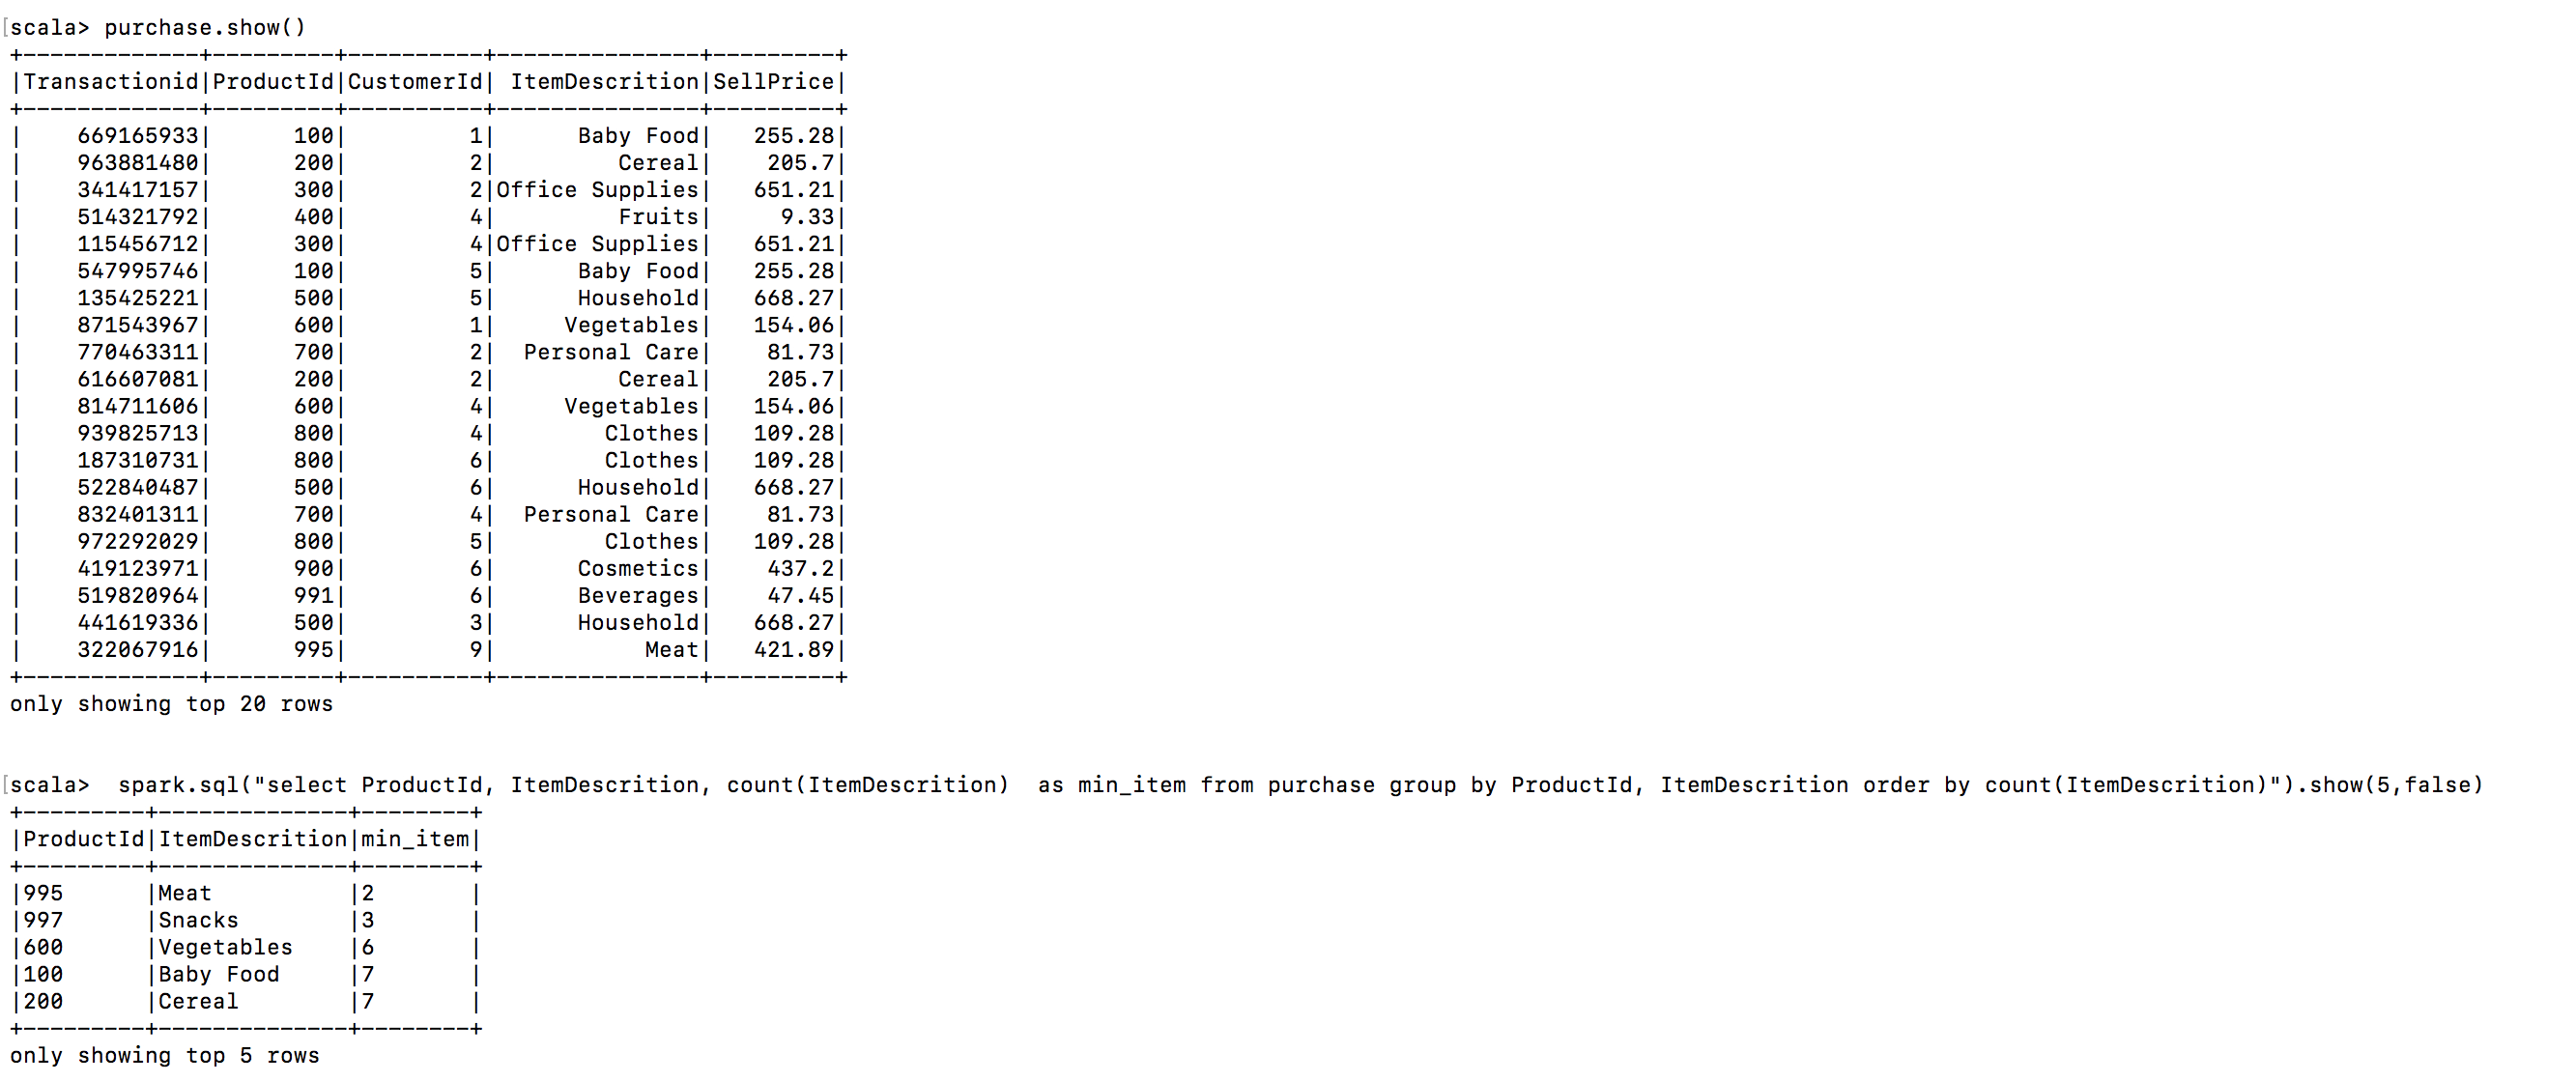 [scala> purchase.show()
+-------------+---------+----------+---------------+---------+
|Transactionid|ProductId|CustomerId| ItemDescrition|SellPrice|
+-------------+---------+----------+---------------+---------+
|    669165933|      100|         1|      Baby Food|   255.28|
|    963881480|      200|         2|         Cereal|    205.7|
|    341417157|      300|         2|Office Supplies|   651.21|
|    514321792|      400|         4|         Fruits|     9.33|
|    115456712|      300|         4|Office Supplies|   651.21|
|    547995746|      100|         5|      Baby Food|   255.28|
|    135425221|      500|         5|      Household|   668.27|
|    871543967|      600|         1|     Vegetables|   154.06|
|    770463311|      700|         2|  Personal Care|    81.73|
|    616607081|      200|         2|         Cereal|    205.7|
|    814711606|      600|         4|     Vegetables|   154.06|
|    939825713|      800|         4|        Clothes|   109.28|
|    187310731|      800|         6|        Clothes|   109.28|
|    522840487|      500|         6|      Household|   668.27|
|    832401311|      700|         4|  Personal Care|    81.73|
|    972292029|      800|         5|        Clothes|   109.28|
|    419123971|      900|         6|      Cosmetics|    437.2|
|    519820964|      991|         6|      Beverages|    47.45|
|    441619336|      500|         3|      Household|   668.27|
|    322067916|      995|         9|           Meat|   421.89|
+-------------+---------+----------+---------------+---------+
only showing top 20 rows
[scala>  spark.sql("select ProductId, ItemDescrition, count(ItemDescrition)  as min_item from purchase group by ProductId, ItemDescrition order by count(ItemDescrition)").show(5,false)
+---------+--------------+--------+
|ProductId|ItemDescrition|min_item|
+---------+--------------+--------+
|995      |Meat          |2       |
|997      |Snacks        |3       |
|600      |Vegetables    |6       |
|100      |Baby Food     |7       |
|200      |Cereal        |7       |
+---------+--------------+--------+
only showing top 5 rows